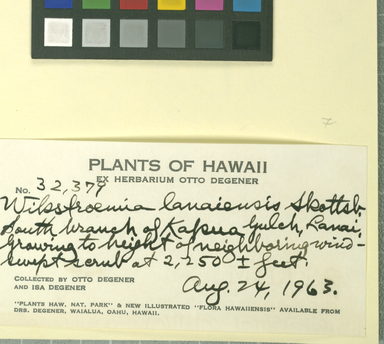 7
PLANTS OF HAWAII
EX HERBARIUM OTTO DEGENER
No. 32,379
Wikstroemia lanaiensis Skottsb.
South branch of Kapua Gulch, Lanai,
Growing to height of neighboring wind-
swept scrub at 2,250 ± feet.
COLLECTED BY OTTO DEGENER
AND ISA DEGENER
Aug. 24, 1963.
"PLANTS HAW. NAT. PARK" & NEW ILLUSTRATED "FLORA HAWAIIENSIS" AVAILABLE FROM
DRS. DEGENER, WAIALUA, OAHU, HAWAII.